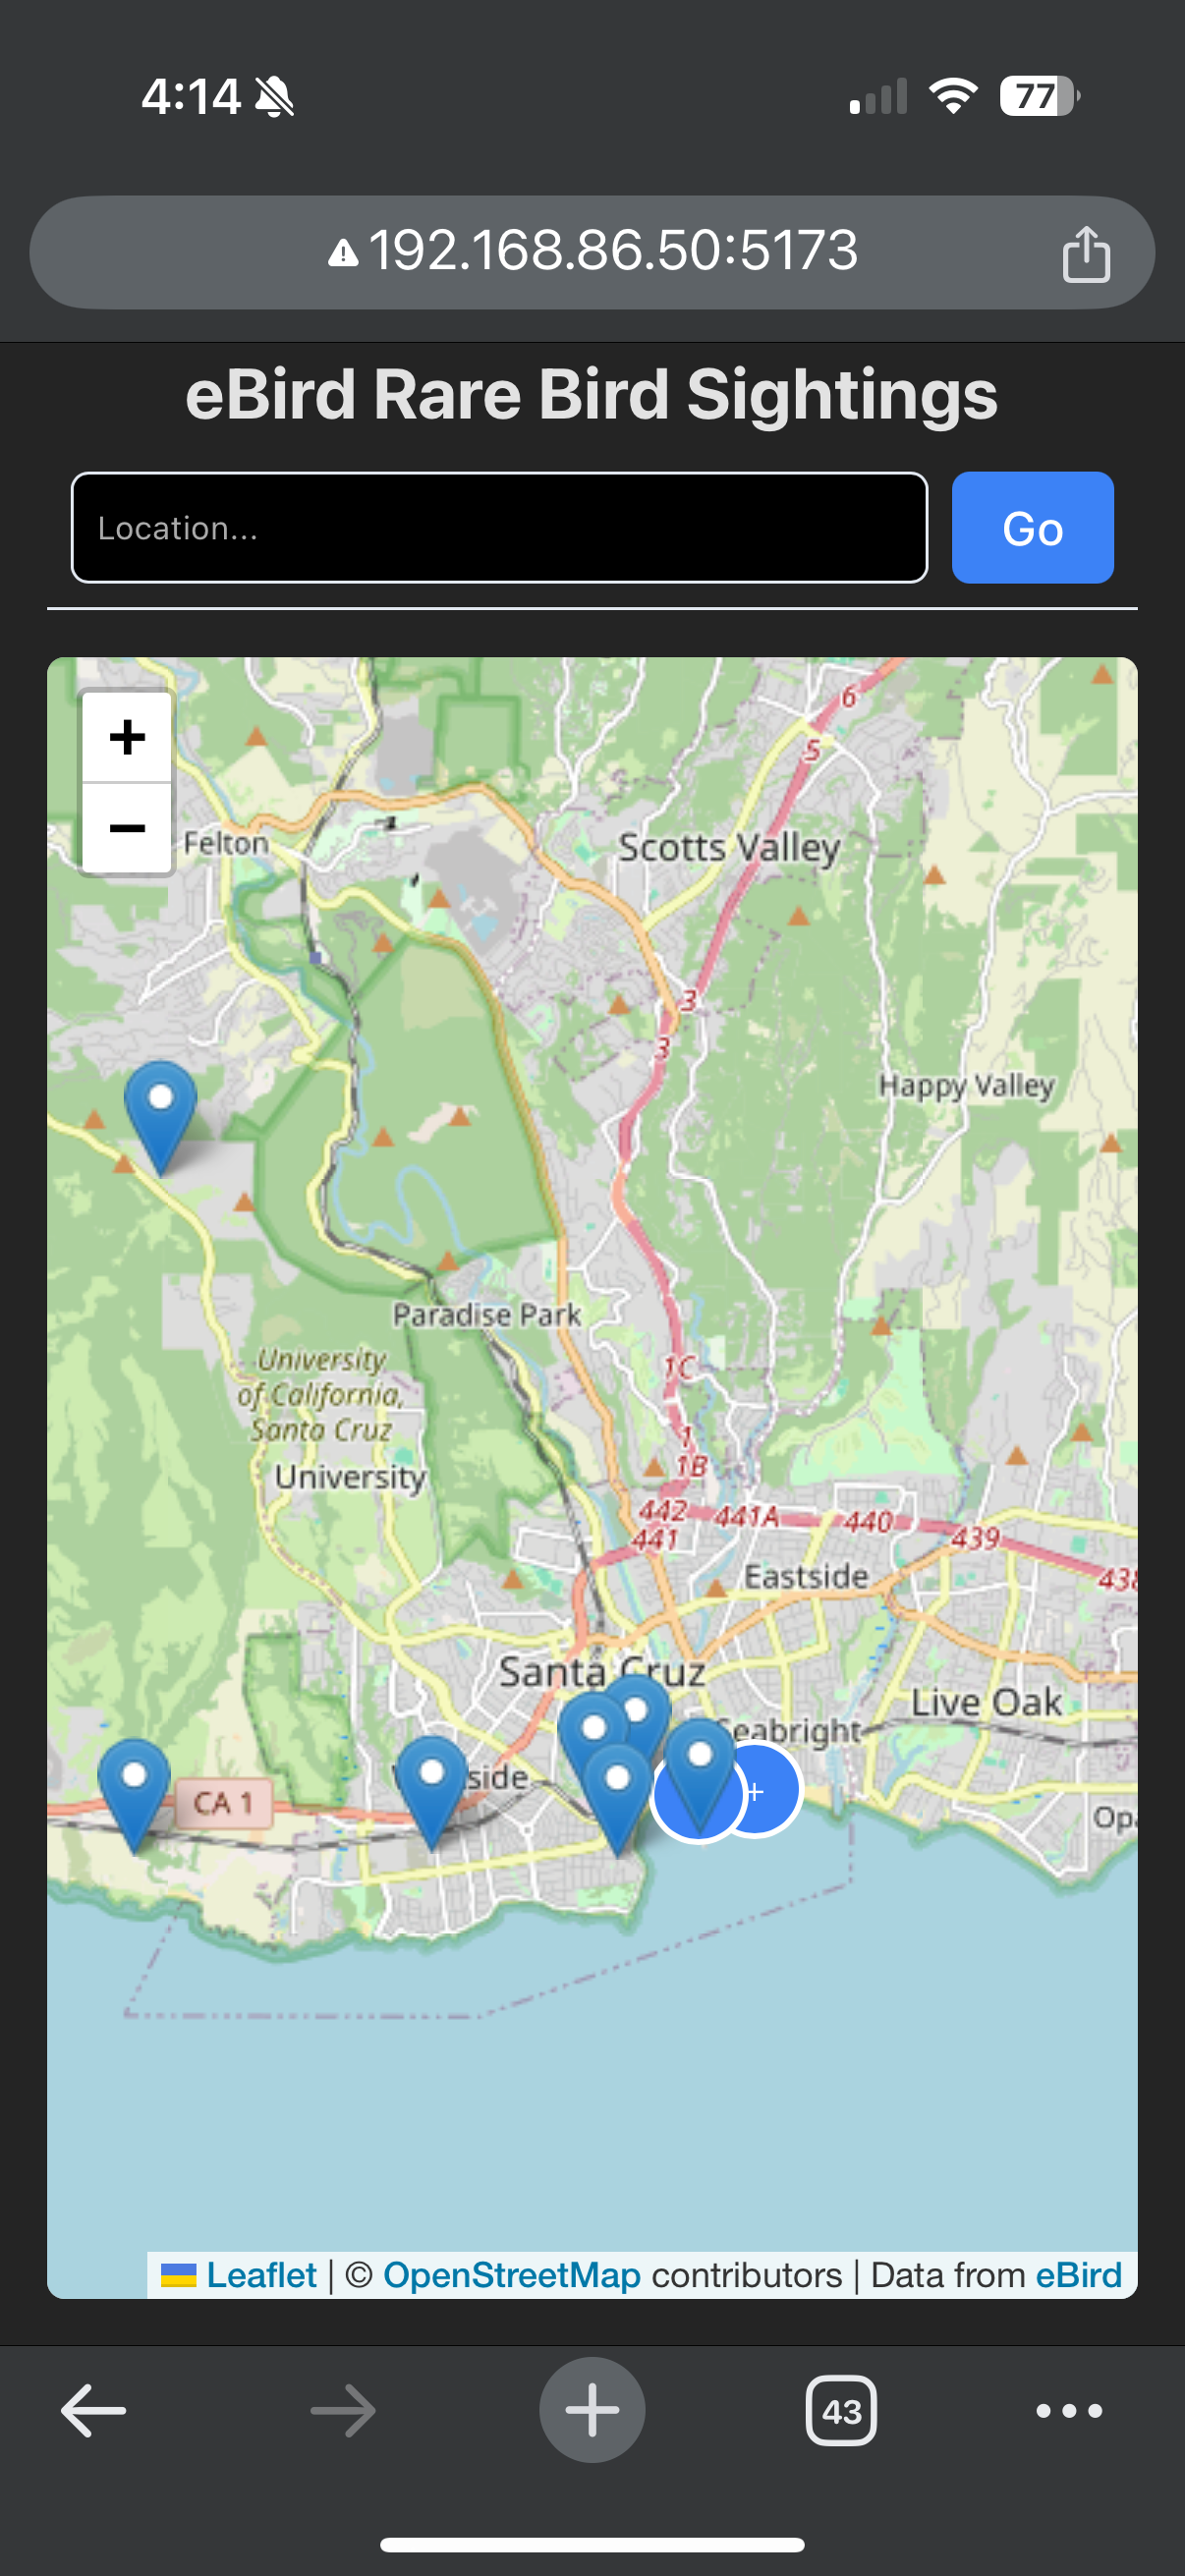 4:14
77
192.168.86.50:5173
eBird Rare Bird Sightings
Location...
Go
6
5
+
−
Felton
Scotts Valley
3
3
Happy Valley
Paradise Park
University
of California,
Santa Cruz
University
1C
1
1B
442
441A
440
441
439
Eastside
Santa Cruz
Live Oak
Seabright
side
CA 1
+
Leaflet | © OpenStreetMap contributors | Data from eBird
+
43